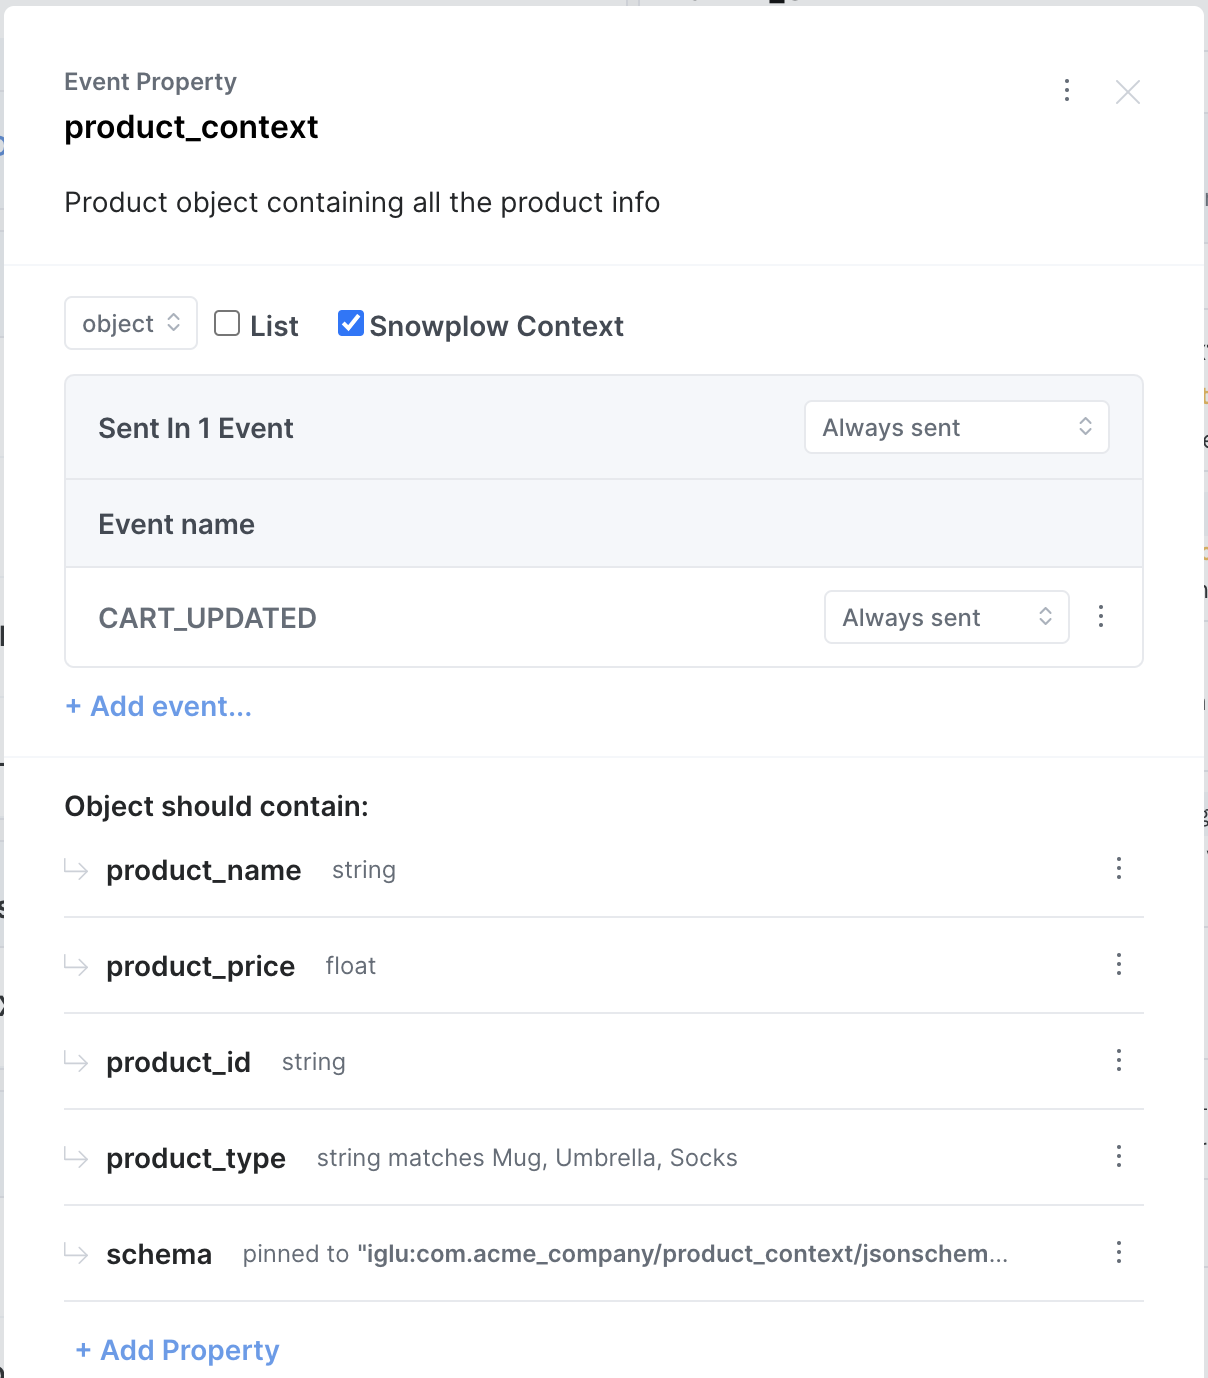 Event Property
product_context
Product object containing all the product info
object List Snowplow Context
Sent In 1 Event Always sent
Event name
CART_UPDATED Always sent
+ Add event...
Object should contain:
product_name string
product_price float
product_id string
product_type string matches Mug, Umbrella, Socks
schema pinned to "iglu:com.acme_company/product_context/jsonschem...
+ Add Property